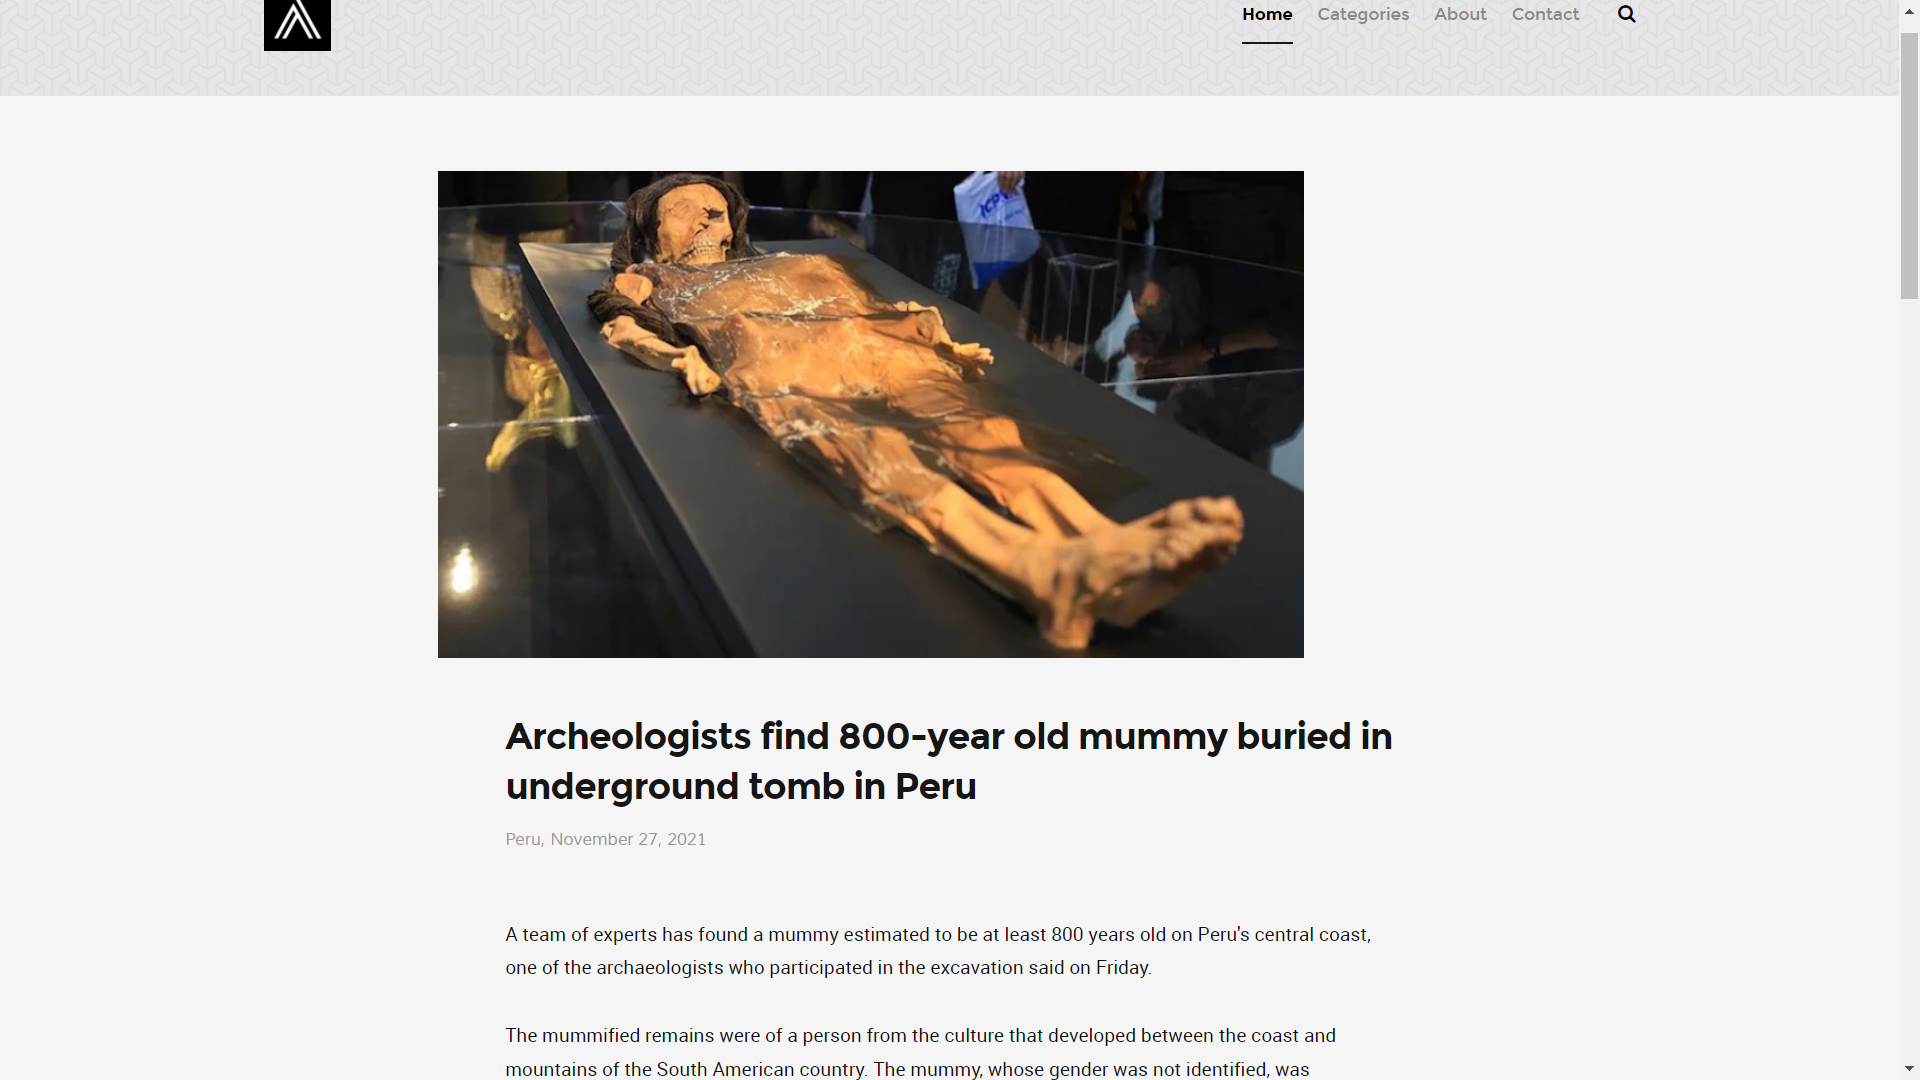 Home Categories About Contact
ICPNA
Archeologists find 800-year old mummy buried in
underground tomb in Peru
Peru, November 27, 2021
A team of experts has found a mummy estimated to be at least 800 years old on Peru's central coast,
one of the archaeologists who participated in the excavation said on Friday.
The mummified remains were of a person from the culture that developed between the coast and
mountains of the South American country. The mummy, whose gender was not identified, was